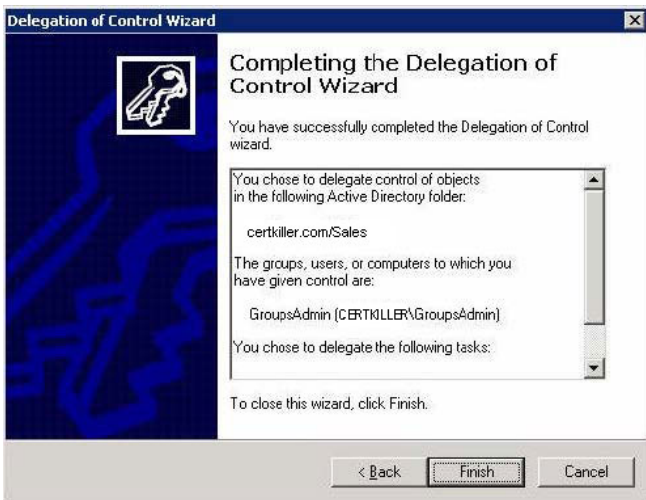 Delegation of Control Wizard
Completing the Delegation of
Control Wizard
You have successfully completed the Delegation of Control
wizard.
You chose to delegate control of objects
in the following Active Directory folder:
certkiller.com/Sales
The groups, users, or computers to which you
have given control are:
GroupsAdmin (CERTKILLER\GroupsAdmin)
You chose to delegate the following tasks:
To close this wizard, click Finish.
< Back Finish Cancel